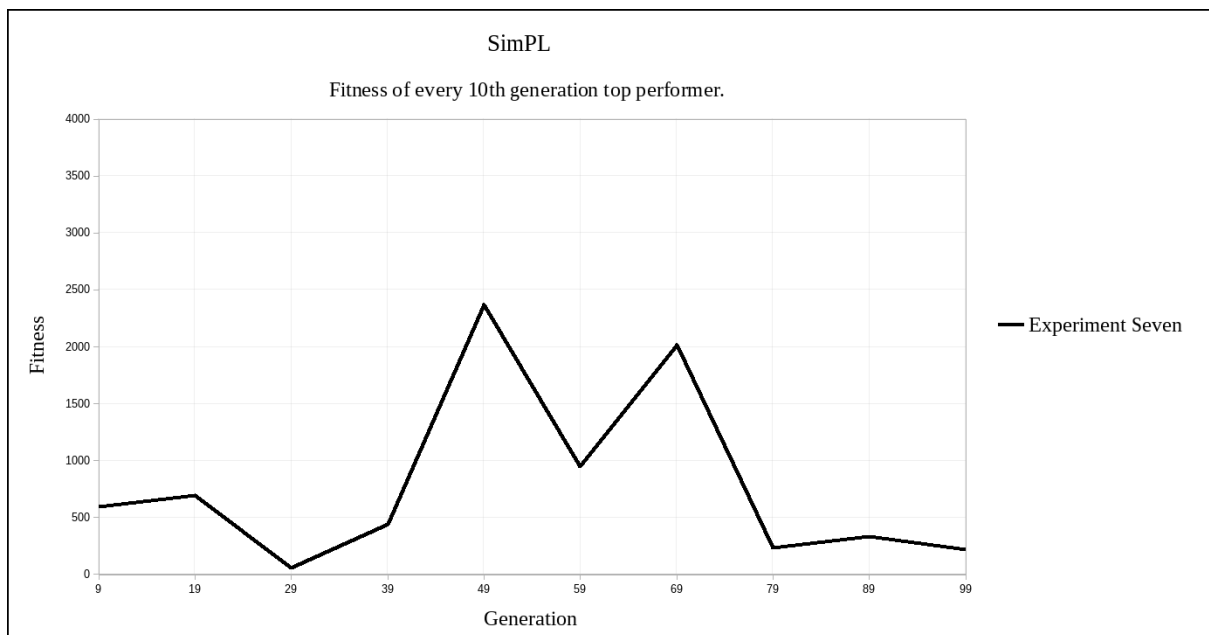 SimPL
Fitness of every 10th generation top performer.
4000
3500
3000
2500
2000
1500
1000
500
0
Fitness
9 19 29 39 49 59 69 79 89 99
Generation
Experiment Seven